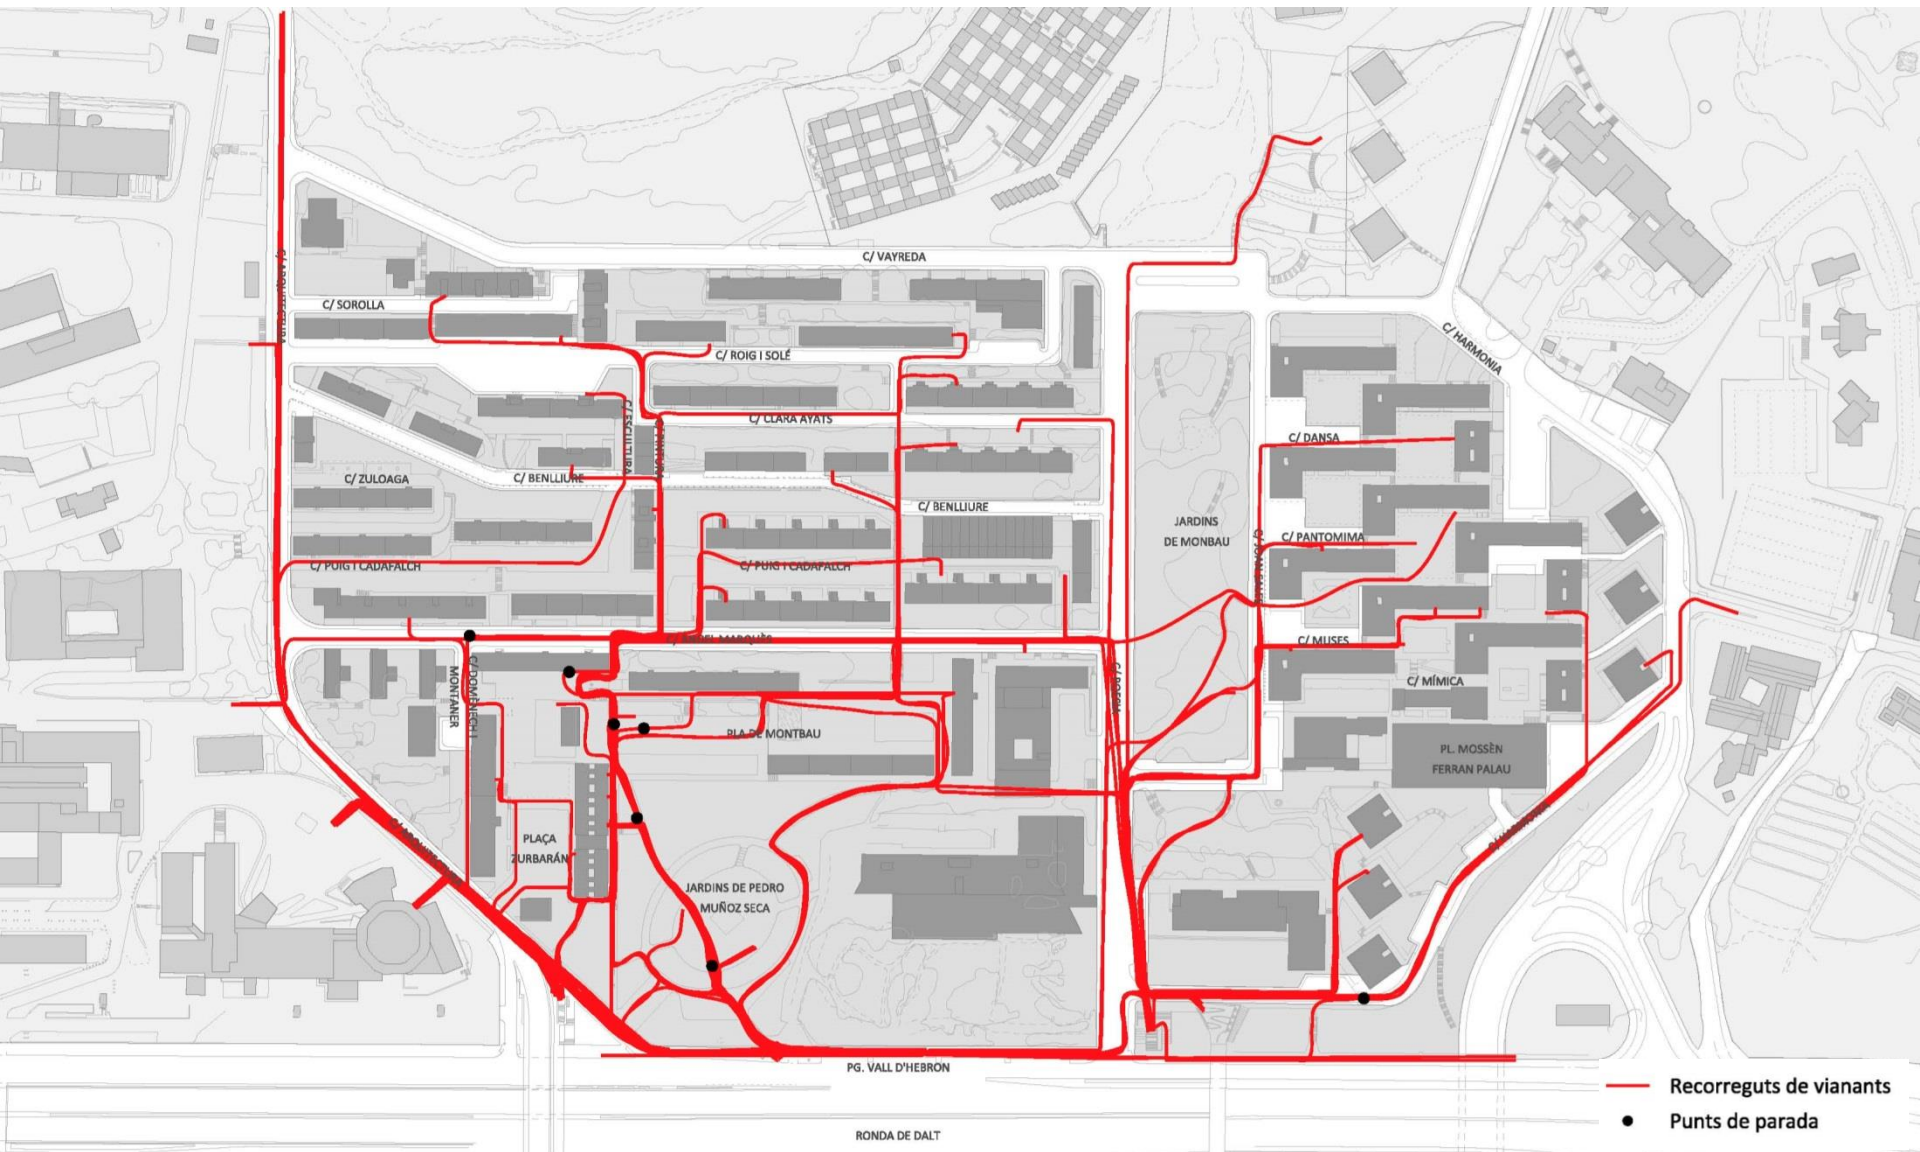 C/ VAYREDA
C/ SOROLLA
C/ ROIG I SOLÉ
C/ HARMONIA
C/ CLARA AYATS
C/ ESCULTURA
C/ DANSA
C/ ZULOAGA
C/ BENLLIURE
C/ BENLLIURE
JARDINS
DE MONBAU
C/ PANTOMIMA
C/ PUIG I CADAFALCH
C/ PUIG I CADAFALCH
C/ MUSES
C/ MÍMICA
C/ DOMÈNECH I
MONTANER
PLA DE MONTBAU
PL. MOSSÈN
FERRAN PALAU
PLAÇA
ZURBARÁN
JARDINS DE PEDRO
MUÑOZ SECA
PG. VALL D'HEBRON
RONDA DE DALT
Recorreguts de vianants
Punts de parada